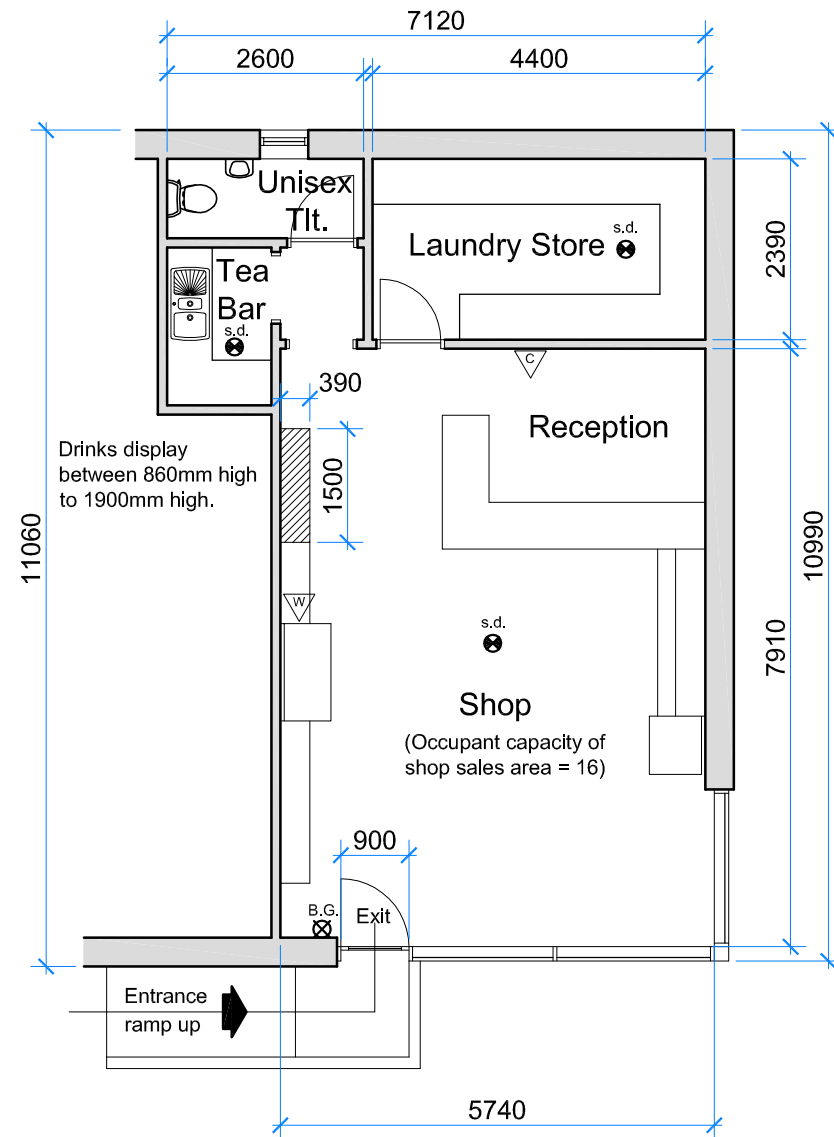 7120
2600
4400
Unisex
Tlt.
Laundry Store
s.d.
2390
Tea
Bar
s.d.
C
390
Reception
Drinks display
between 860mm high
to 1900mm high.
1500
11060
10990
W
s.d.
7910
Shop
(Occupant capacity of
shop sales area = 16)
900
B.G.
Exit
Entrance
ramp up
5740